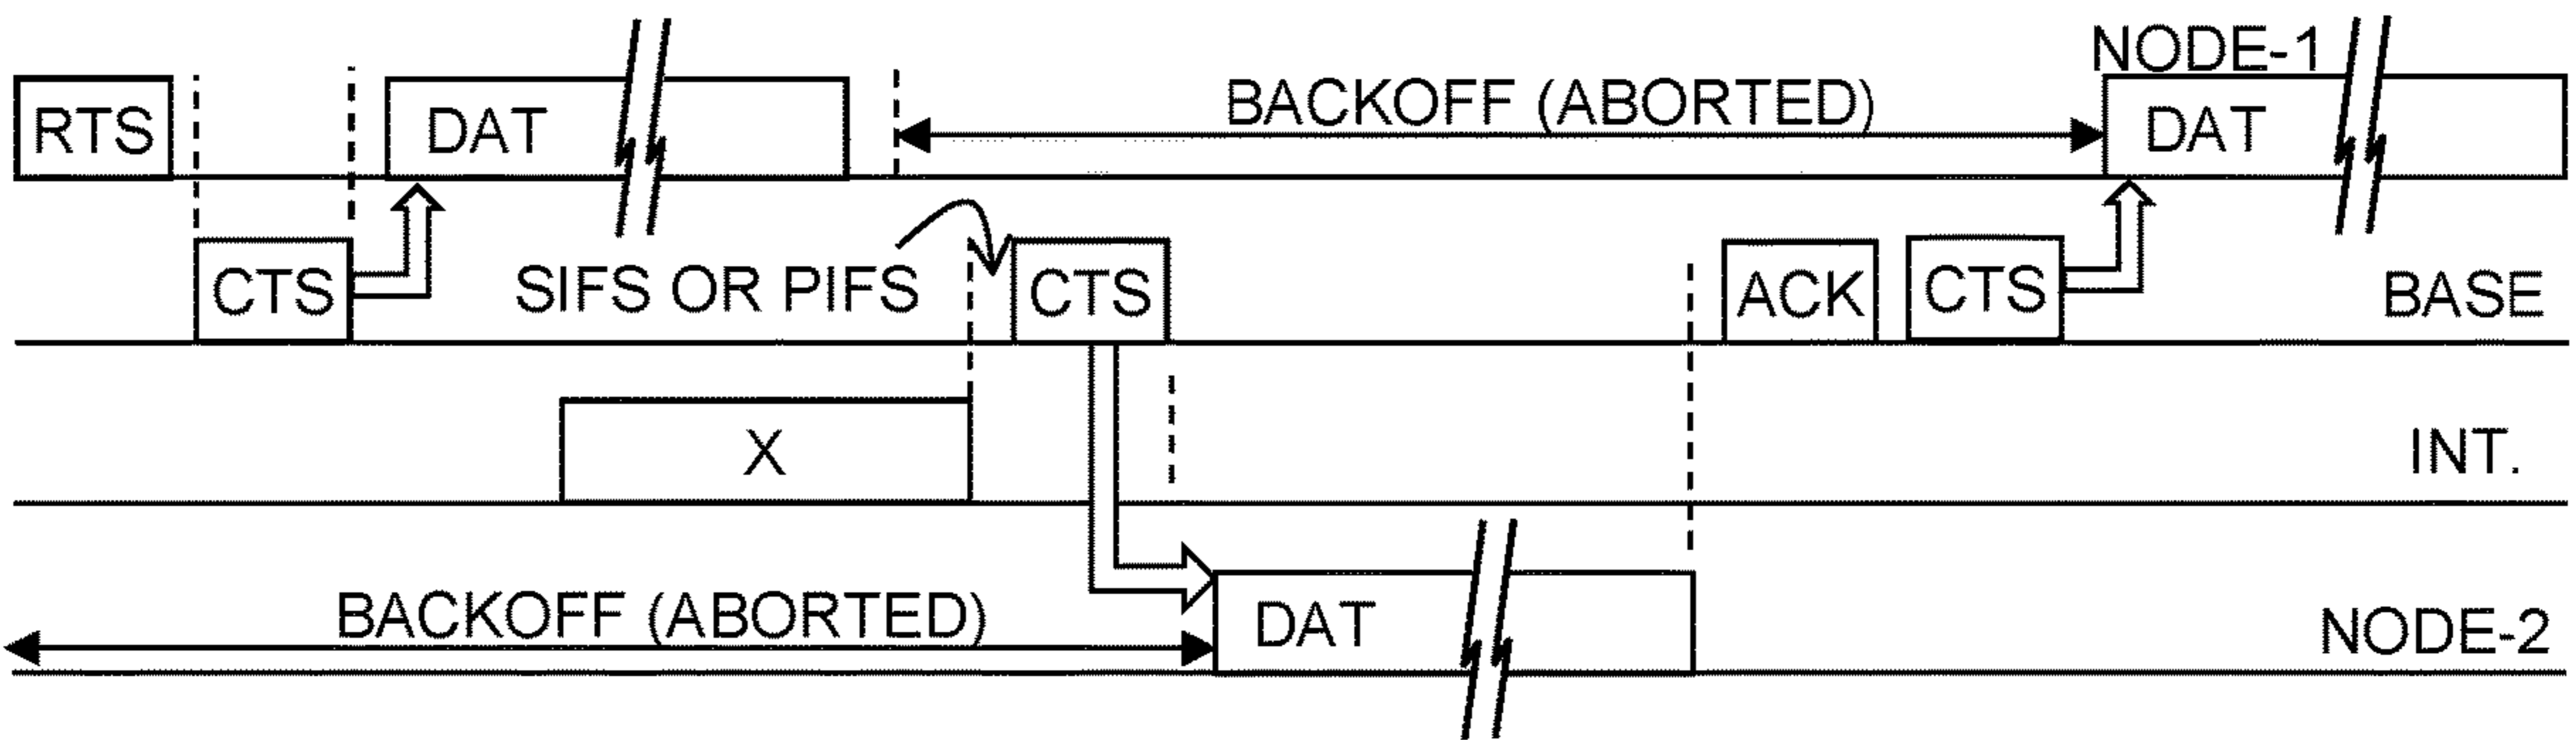 NODE-1
RTS
DAT
BACKOFF (ABORTED)
DAT
CTS
SIFS OR PIFS
CTS
ACK
CTS
BASE
X
INT.
BACKOFF (ABORTED)
DAT
NODE-2